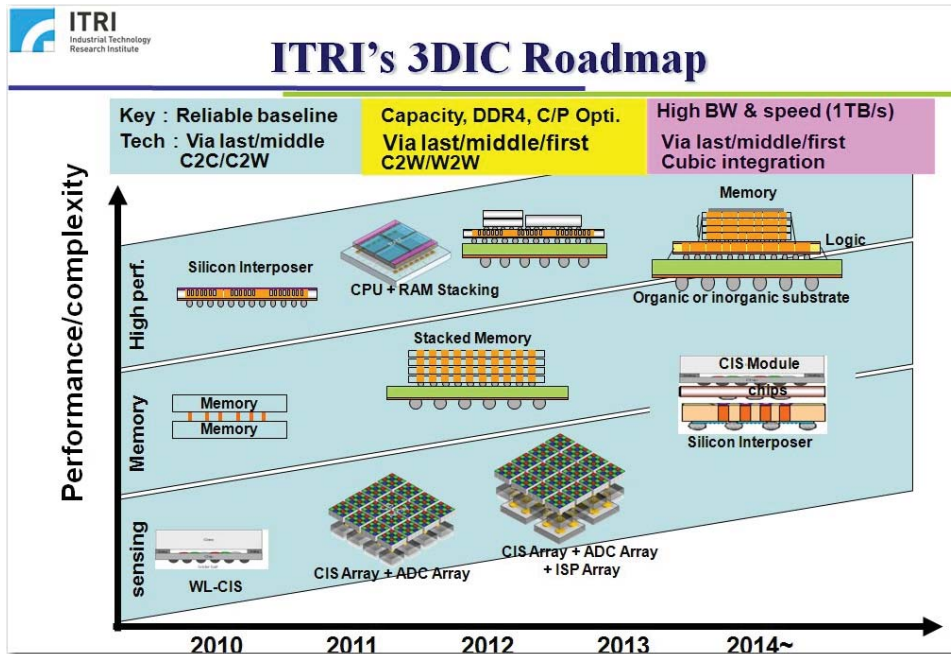 ITRI
Industrial Technology
Research Institute
ITRI's 3DIC Roadmap
Key : Reliable baseline
Tech : Via last/middle
C2C/C2W
Capacity, DDR4, C/P Opti.
Via last/middle/first
C2W/W2W
High BW & speed (1TB/s)
Via last/middle/first
Cubic integration
Performance/complexity
High perf.
Silicon Interposer
CPU + RAM Stacking
Memory
Logic
Organic or inorganic substrate
Memory
Memory
Memory
Stacked Memory
CIS Module
chips
Silicon Interposer
sensing
WL-CIS
CIS Array + ADC Array
CIS Array + ADC Array
+ ISP Array
2010
2011
2012
2013
2014~